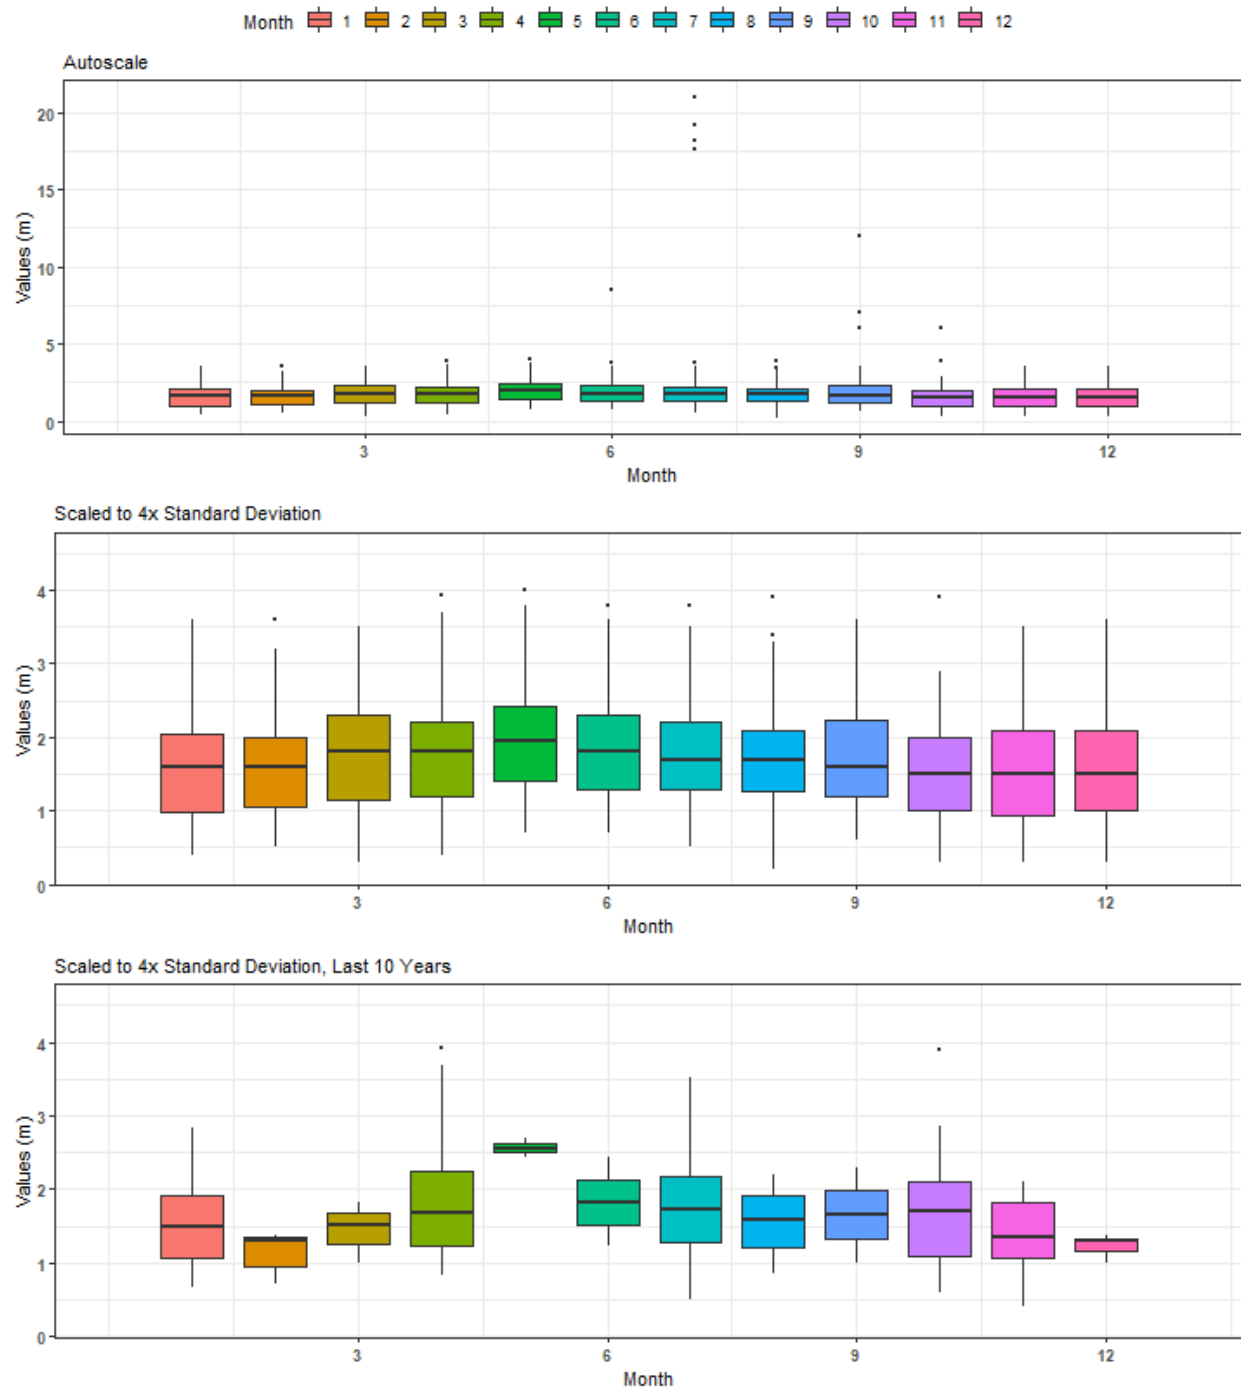 Month 1 2 3 4 5 6 7 8 9 10 11 12
Autoscale
20
15
10
5
0
Values (m)
3 6 9 12
Month
Scaled to 4x Standard Deviation
4
3
2
1
0
Values (m)
3 6 9 12
Month
Scaled to 4x Standard Deviation, Last 10 Years
4
3
2
1
0
Values (m)
3 6 9 12
Month